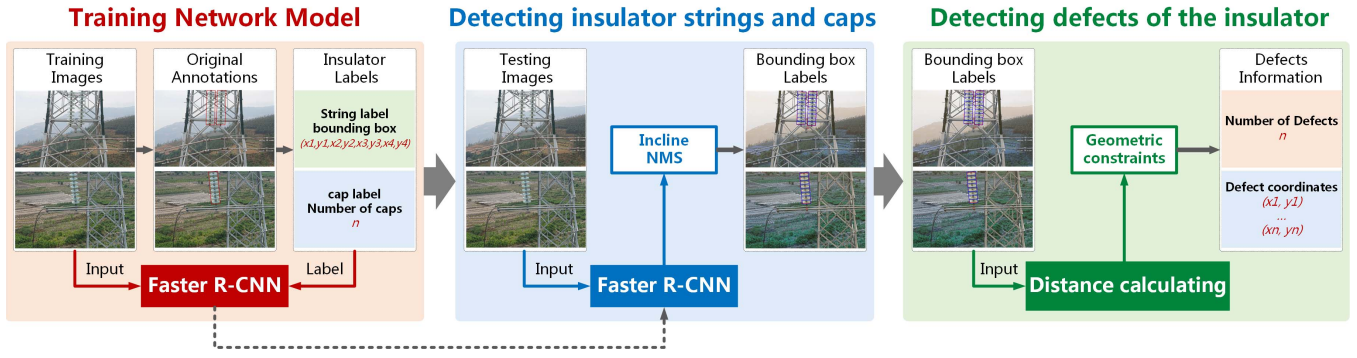 Training Network Model
Training
Images
Original
Annotations
Insulator
Labels
String label
bounding box
(x1,y1,x2,y2,x3,y3,x4,y4)
cap label
Number of caps
n
Input
Label
Faster R-CNN
Detecting insulator strings and caps
Testing
Images
Bounding box
Labels
Incline
NMS
Input
Faster R-CNN
Detecting defects of the insulator
Bounding box
Labels
Defects
Information
Geometric
constraints
Number of Defects
n
Defect coordinates
(x1, y1)
...
(xn, yn)
Input
Distance calculating